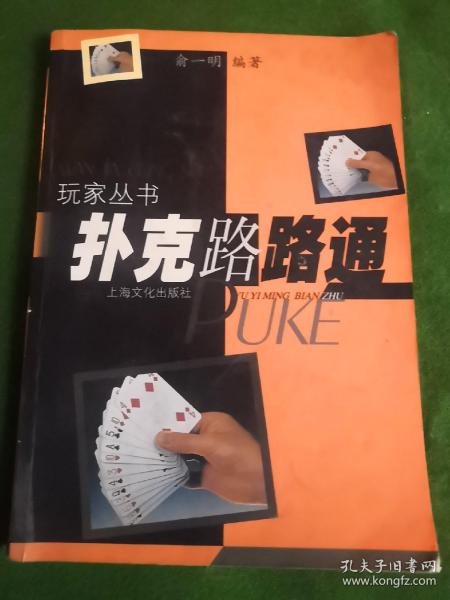 俞一明 编著
玩家丛书
扑克路路通
上海文化出版社
YU YI MING BIAN ZHU
PUKE
孔夫子旧书网
www.kongfz.com